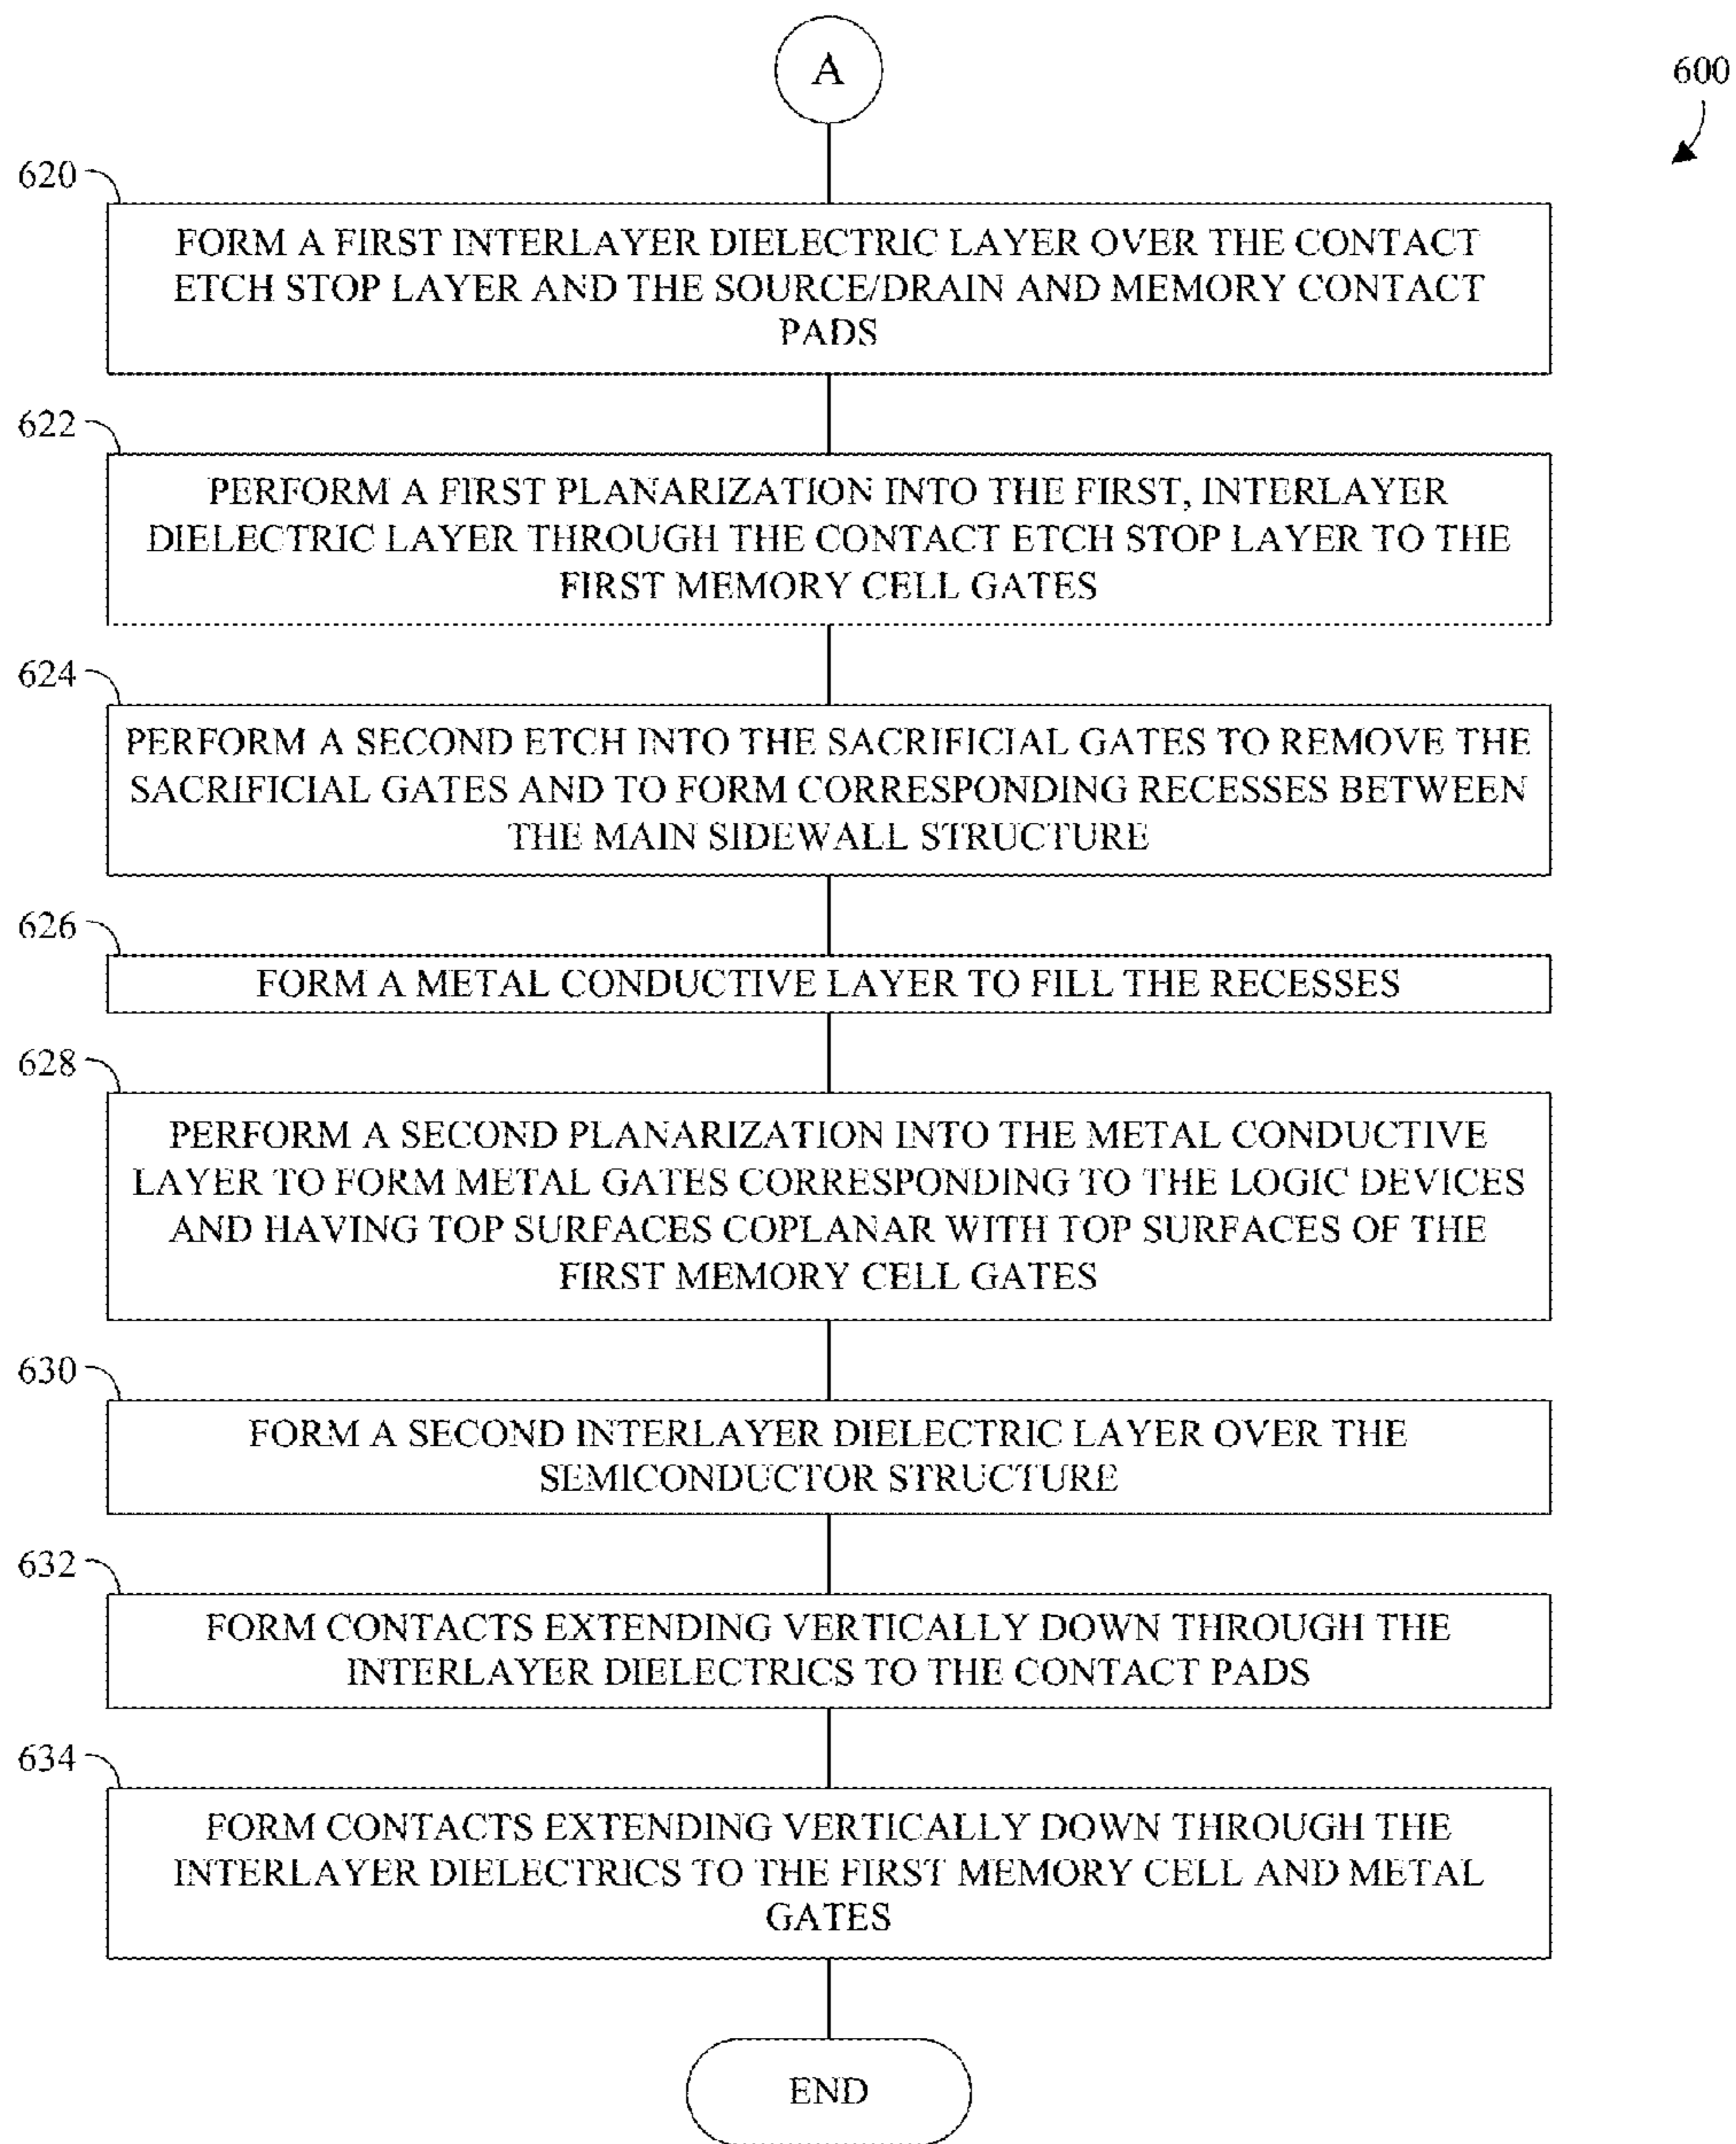 A
600
620
FORM A FIRST INTERLAYER DIELECTRIC LAYER OVER THE CONTACT
ETCH STOP LAYER AND THE SOURCE/DRAIN AND MEMORY CONTACT
PADS
622
PERFORM A FIRST PLANARIZATION INTO THE FIRST, INTERLAYER
DIELECTRIC LAYER THROUGH THE CONTACT ETCH STOP LAYER TO THE
FIRST MEMORY CELL GATES
624
PERFORM A SECOND ETCH INTO THE SACRIFICIAL GATES TO REMOVE THE
SACRIFICIAL GATES AND TO FORM CORRESPONDING RECESSES BETWEEN
THE MAIN SIDEWALL STRUCTURE
626
FORM A METAL CONDUCTIVE LAYER TO FILL THE RECESSES
628
PERFORM A SECOND PLANARIZATION INTO THE METAL CONDUCTIVE
LAYER TO FORM METAL GATES CORRESPONDING TO THE LOGIC DEVICES
AND HAVING TOP SURFACES COPLANAR WITH TOP SURFACES OF THE
FIRST MEMORY CELL GATES
630
FORM A SECOND INTERLAYER DIELECTRIC LAYER OVER THE
SEMICONDUCTOR STRUCTURE
632
FORM CONTACTS EXTENDING VERTICALLY DOWN THROUGH THE
INTERLAYER DIELECTRICS TO THE CONTACT PADS
634
FORM CONTACTS EXTENDING VERTICALLY DOWN THROUGH THE
INTERLAYER DIELECTRICS TO THE FIRST MEMORY CELL AND METAL
GATES
END